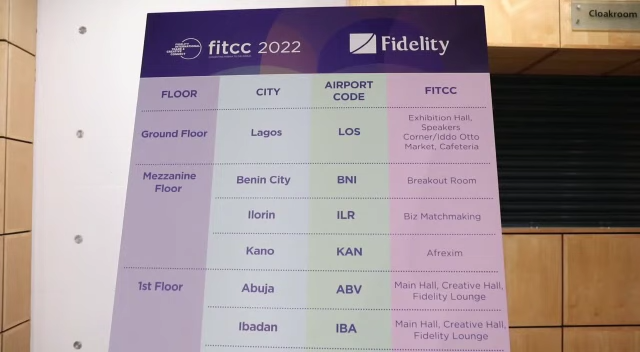 Cloakroom
fitcc 2022
Fidelity
FLOOR
CITY
AIRPORT
CODE
FITCC
Ground Floor
Lagos
LOS
Exhibition Hall,
Speakers
Corner/Iddo Otto
Market, Cafeteria
Mezzanine
Floor
Benin City
BNI
Breakout Room
Ilorin
ILR
Biz Matchmaking
Kano
KAN
Afrexim
1st Floor
Abuja
ABV
Main Hall, Creative Hall,
Fidelity Lounge
Ibadan
IBA
Main Hall, Creative Hall,
Fidelity Lounge